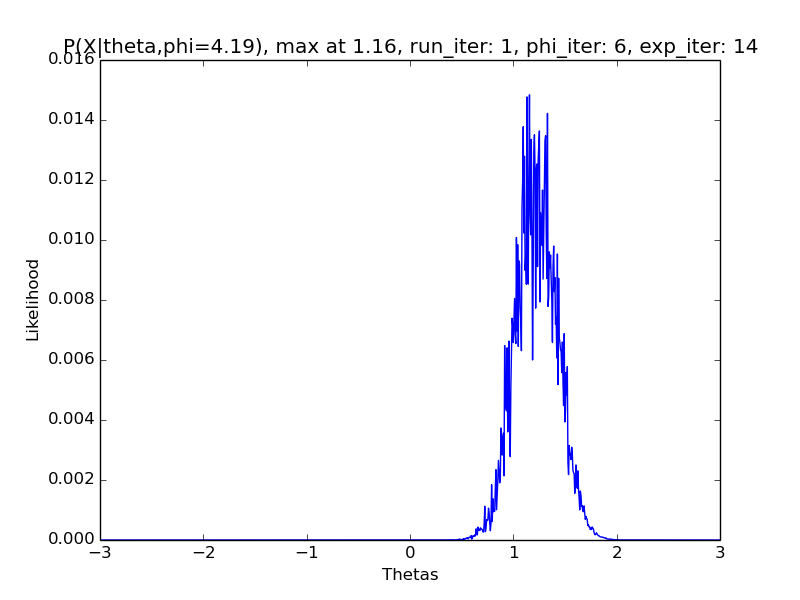 P(X|theta,phi=4.19), max at 1.16, run_iter: 1, phi_iter: 6, exp_iter: 14
0.016
0.014
0.012
0.010
0.008
0.006
0.004
0.002
0.000
Likelihood
−3 −2 −1 0 1 2 3
Thetas